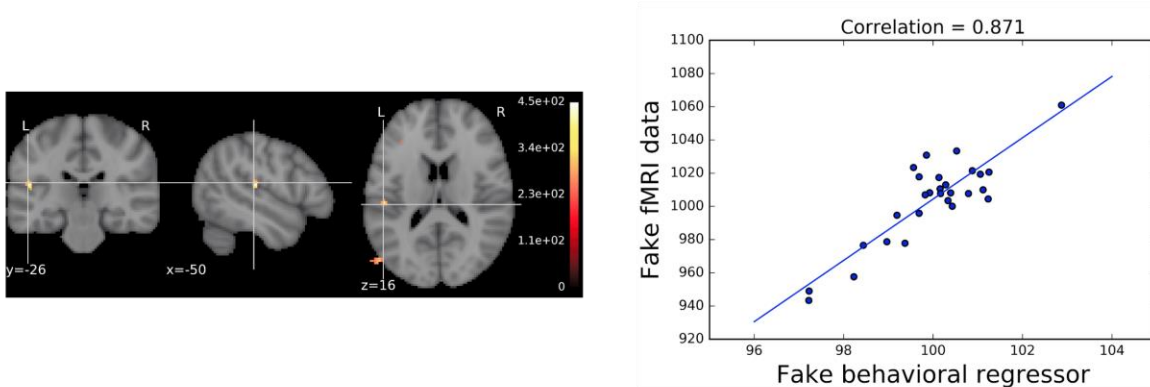 L
R
y=-26
x=-50
L
R
z=16
4.5e+02
3.4e+02
2.3e+02
1.1e+02
0
Correlation = 0.871
Fake fMRI data
1100
1080
1060
1040
1020
1000
980
960
940
920
96 98 100 102 104
Fake behavioral regressor